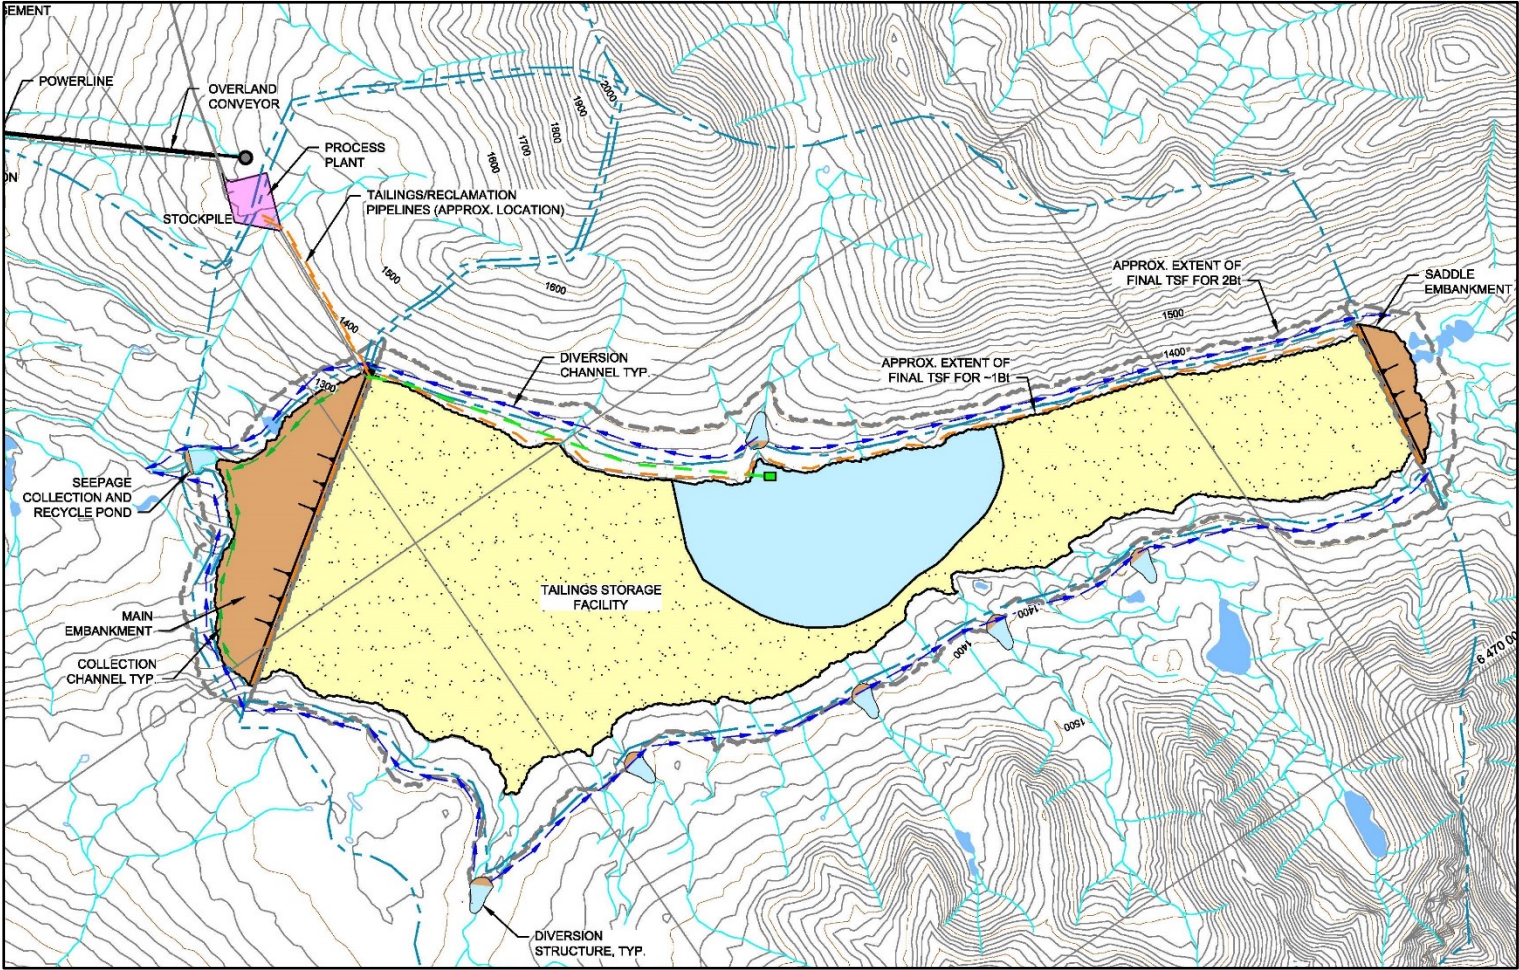 EMENT
POWERLINE
OVERLAND
CONVEYOR
PROCESS
PLANT
ON
STOCKPILE
TAILINGS/RECLAMATION
PIPELINES (APPROX. LOCATION)
2000
1900
1800
1700
1600
1500
1600
1400
1300
APPROX. EXTENT OF
FINAL TSF FOR 2Bt
SADDLE
EMBANKMENT
1500
1400
DIVERSION
CHANNEL TYP.
APPROX. EXTENT OF
FINAL TSF FOR ~1Bt
SEEPAGE
COLLECTION AND
RECYCLE POND
TAILINGS STORAGE
FACILITY
MAIN
EMBANKMENT
COLLECTION
CHANNEL TYP.
1400
1400
1500
6 470 00
DIVERSION
STRUCTURE, TYP.